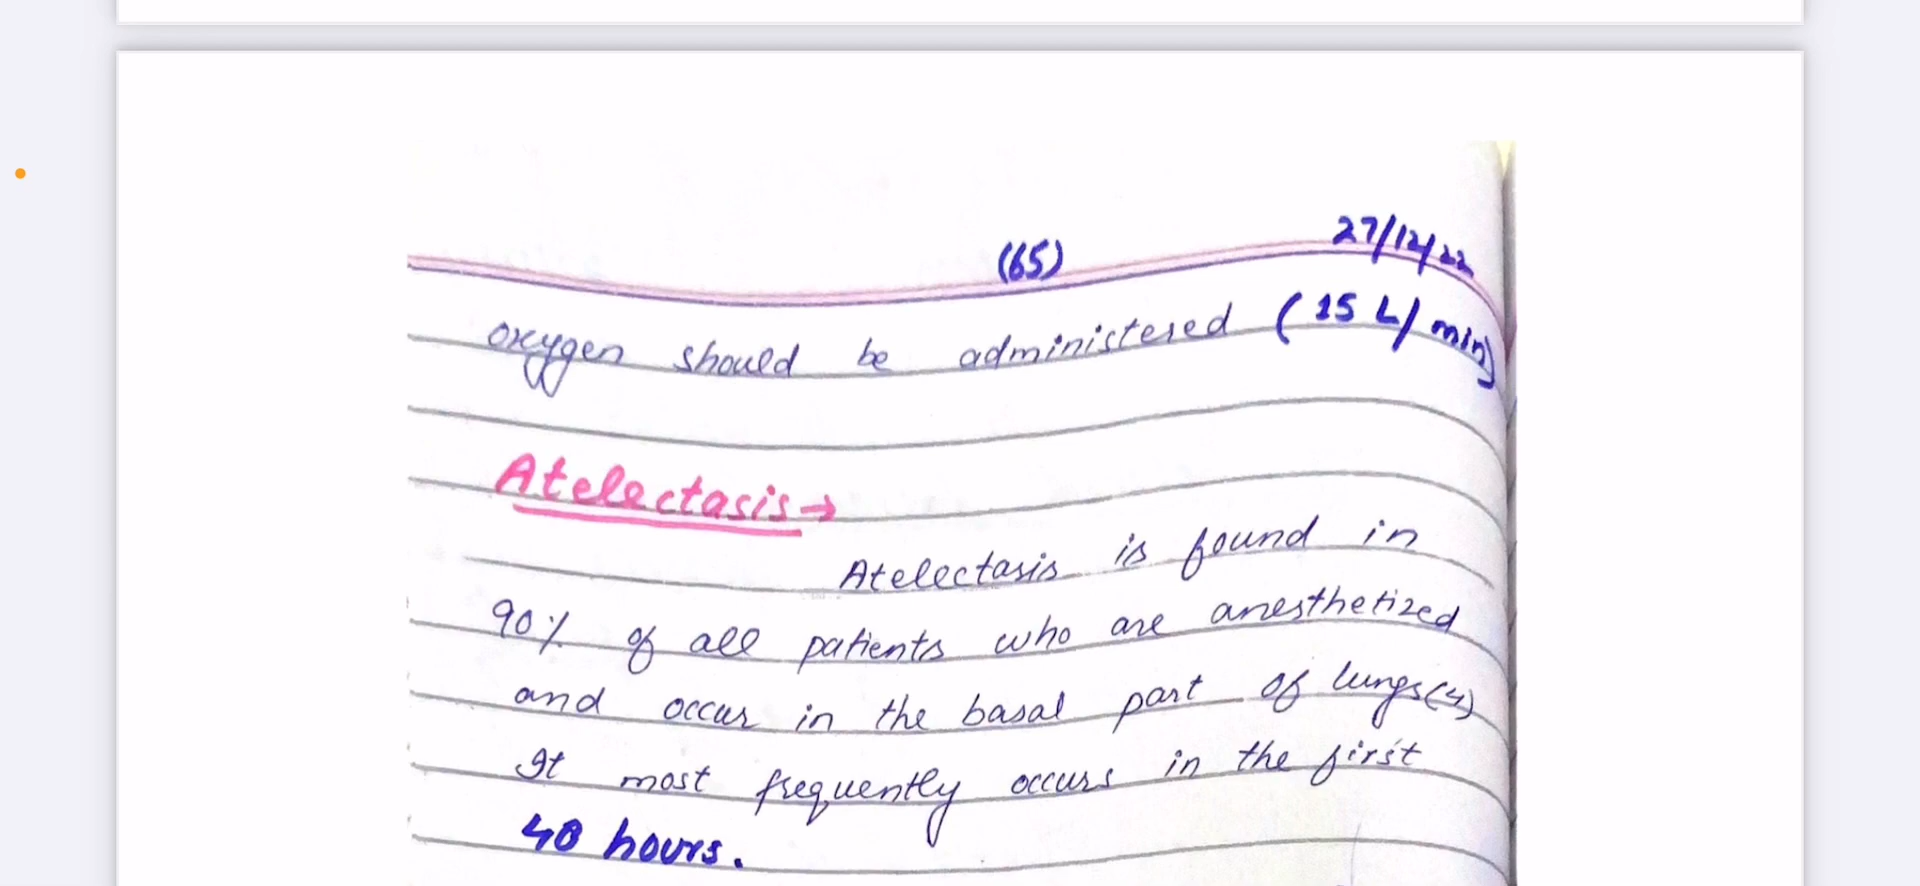 (65)
27/12/22
oxygen should be administered (15 L/min)
Atelectasis→
Atelectasis is found in
90% of all patients who are anesthetized
and occur in the basal part of lungs(4)
It most frequently occurs in the first
48 hours.